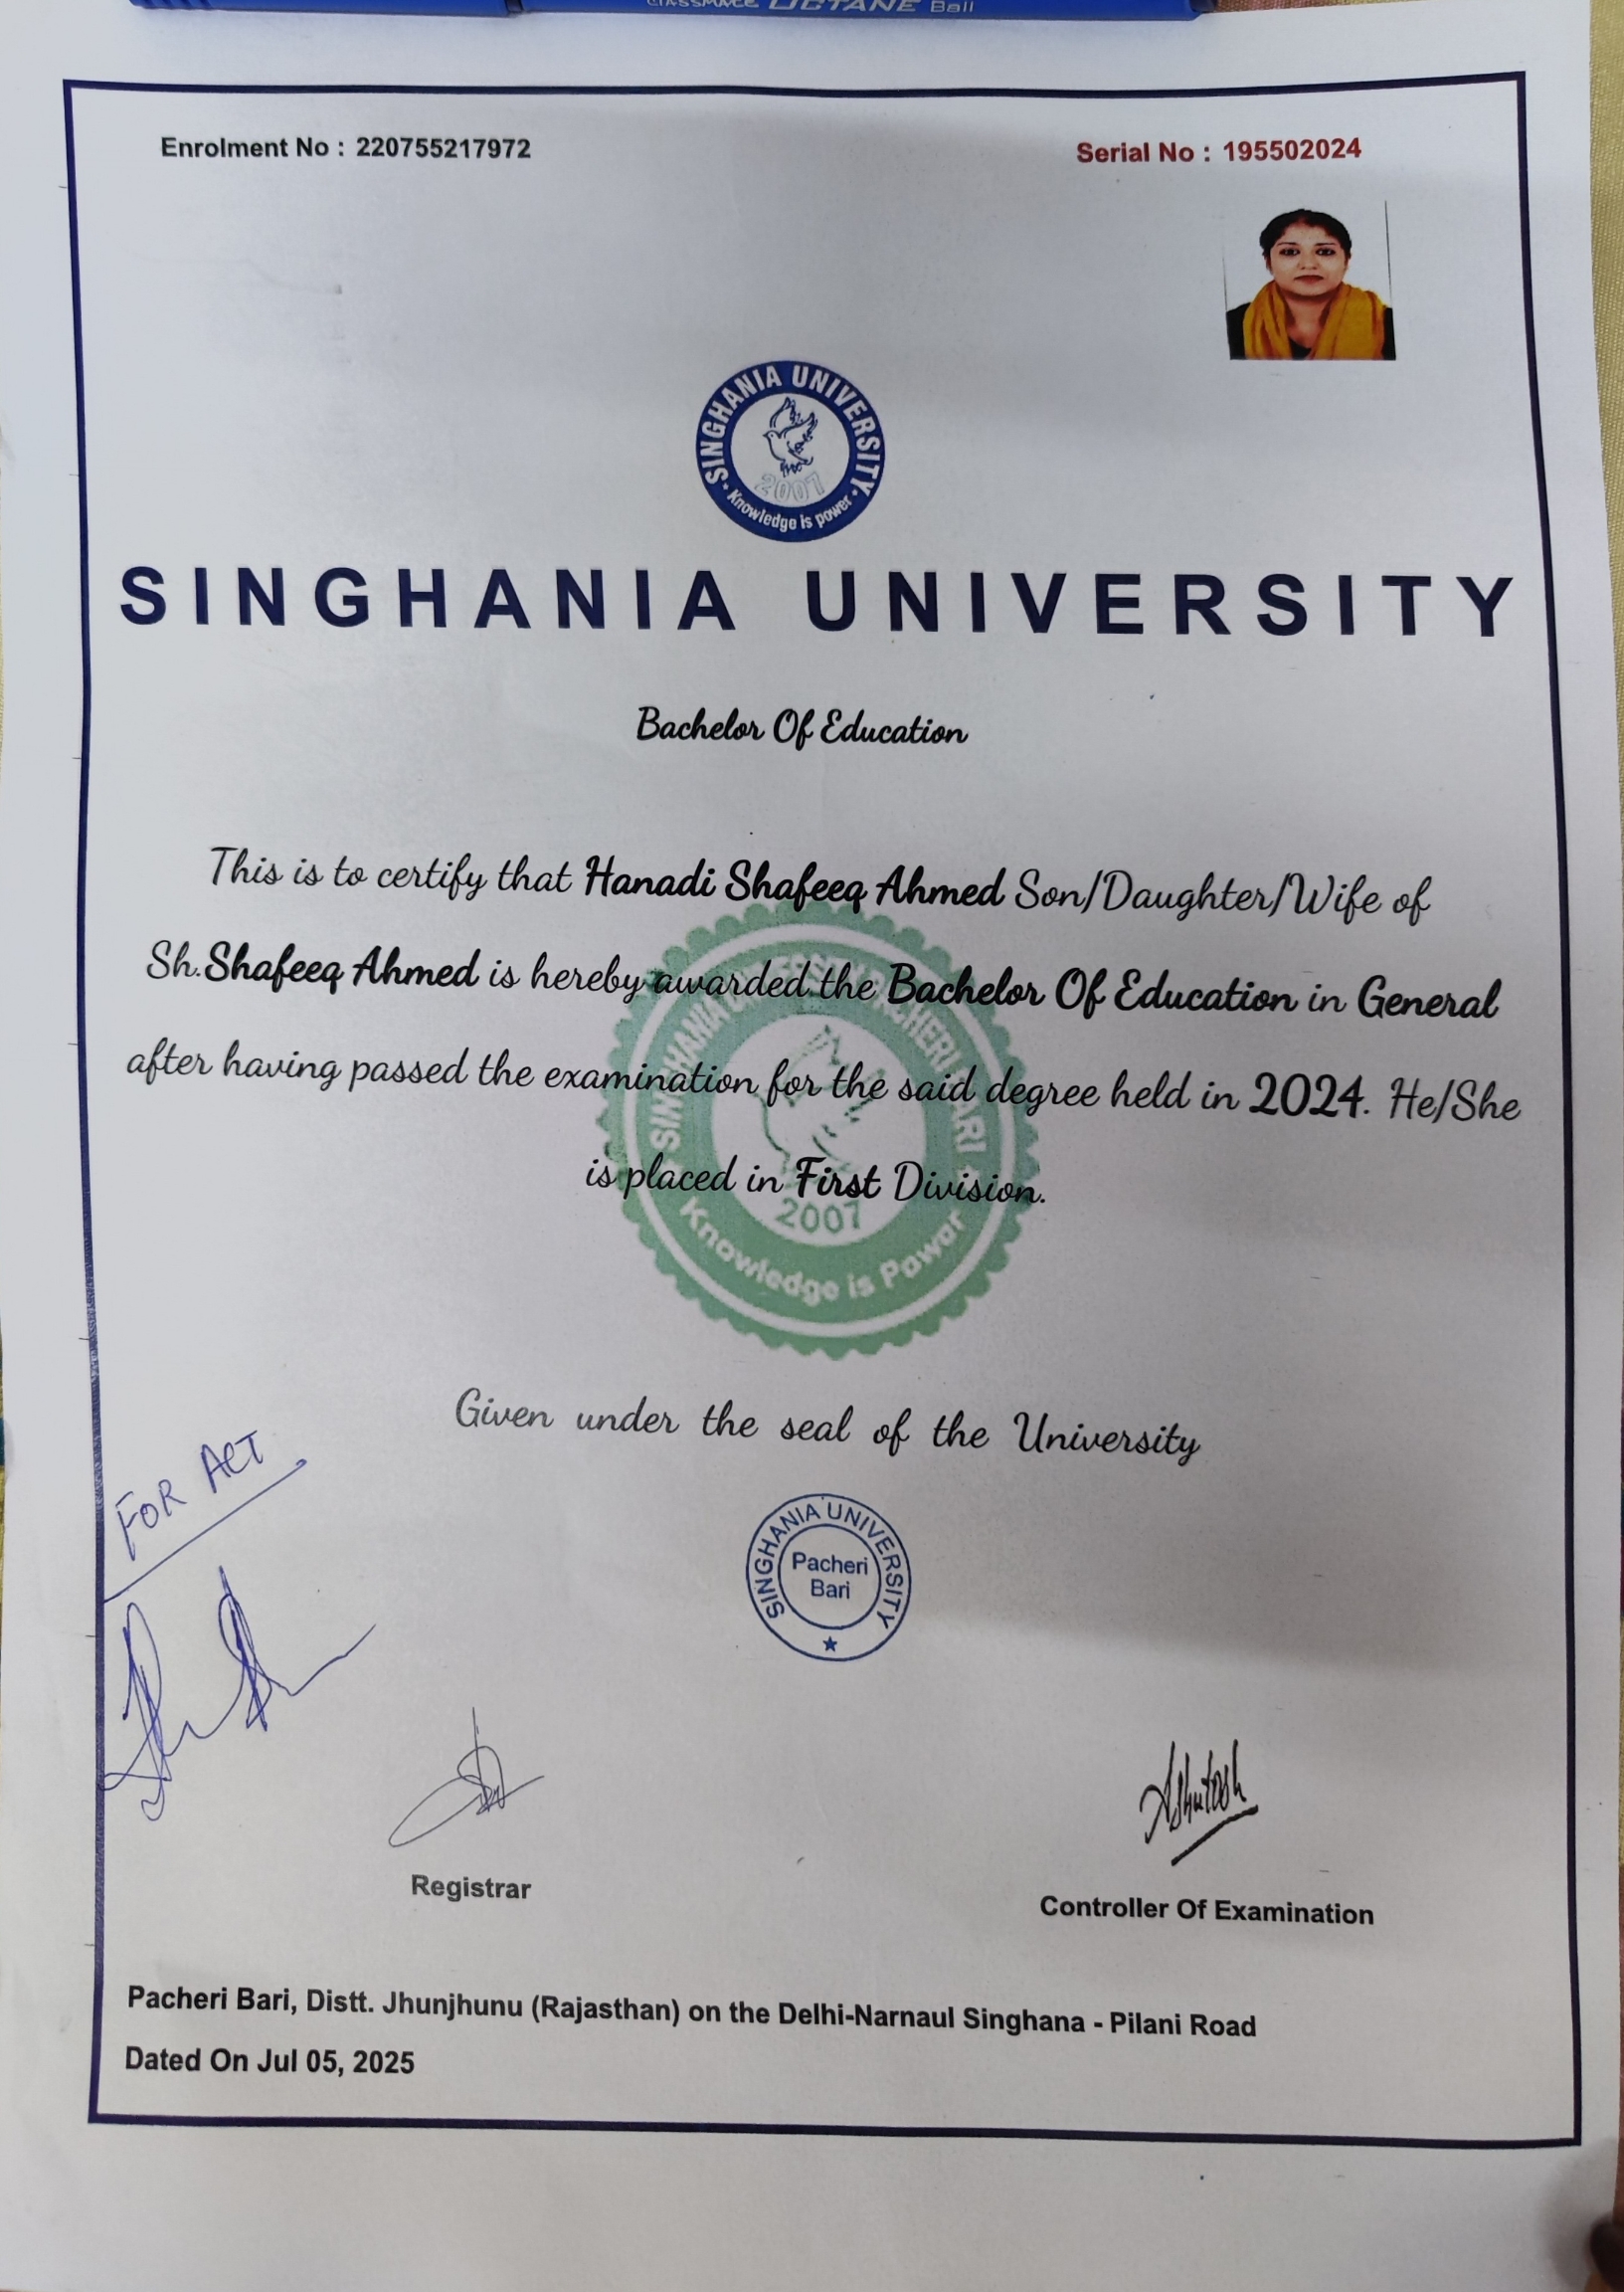 CLASSMATE OCTANE Ball
Enrolment No : 220755217972
Serial No : 195502024
SINGHANIA UNIVERSITY
2007
Knowledge is power
SINGHANIA UNIVERSITY
Bachelor Of Education
This is to certify that Hanadi Shafeeq Ahmed Son/Daughter/Wife of
Sh.Shafeeq Ahmed is hereby awarded the Bachelor Of Education in General
after having passed the examination for the said degree held in 2024. He/She
is placed in First Division.
SINGHANIA UNIVERSITY PACHERI BARI
2007
Knowledge is Power
Given under the seal of the University
FOR ACT
SINGHANIA UNIVERSITY
Pacheri
Bari
Ashutosh
Registrar
Controller Of Examination
Pacheri Bari, Distt. Jhunjhunu (Rajasthan) on the Delhi-Narnaul Singhana - Pilani Road
Dated On Jul 05, 2025